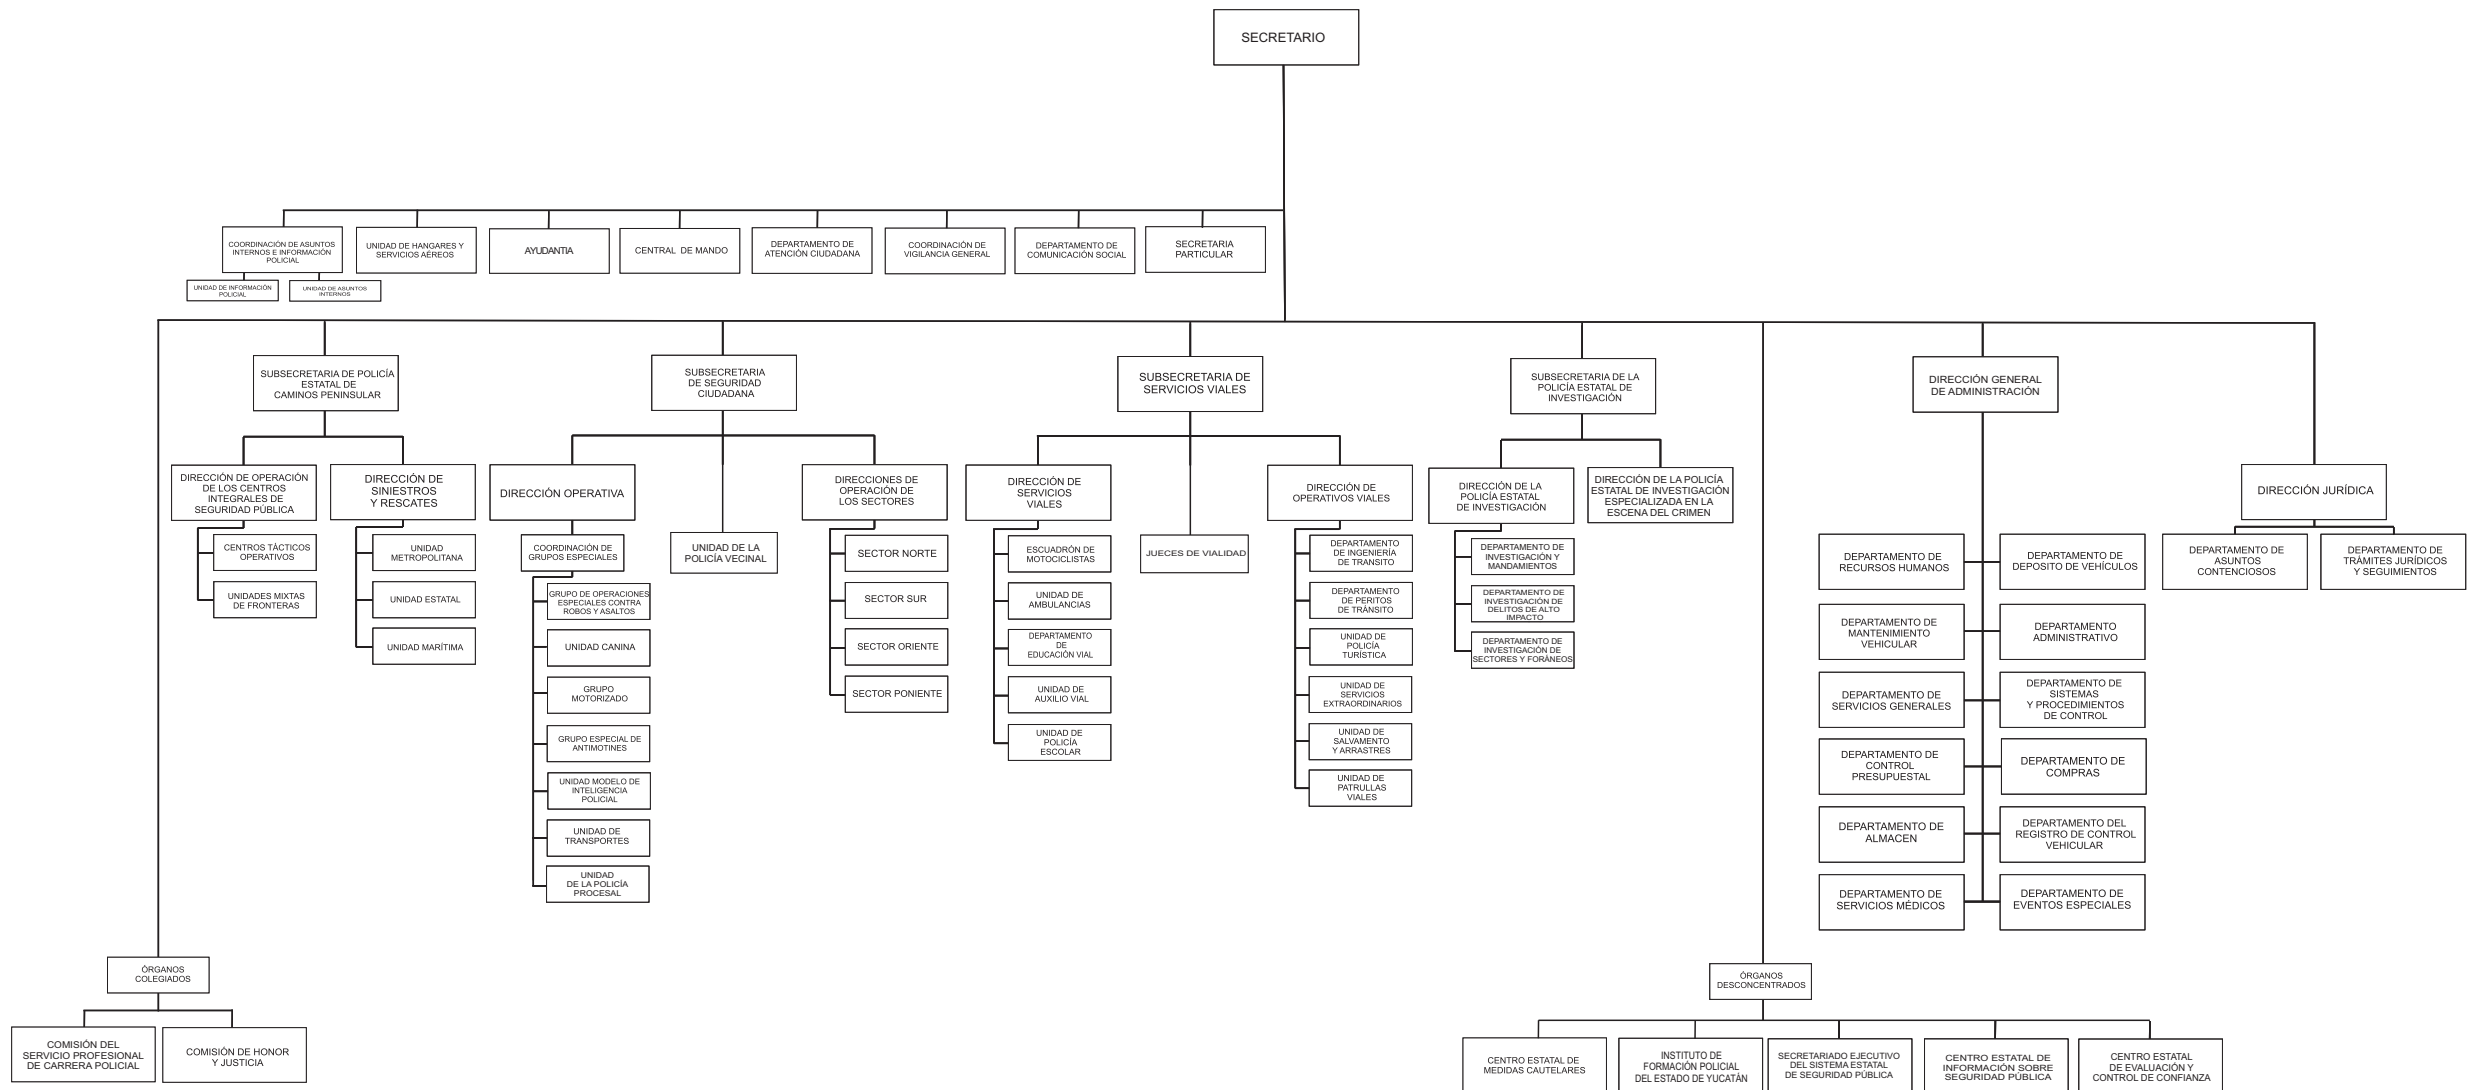 SECRETARIO
COORDINACIÓN DE ASUNTOS
INTERNOS E INFORMACIÓN
POLICIAL
UNIDAD DE HANGARES Y
SERVICIOS AÉREOS
AYUDANTIA
CENTRAL DE MANDO
DEPARTAMENTO DE
ATENCIÓN CIUDADANA
COORDINACIÓN DE
VIGILANCIA GENERAL
DEPARTAMENTO DE
COMUNICACIÓN SOCIAL
SECRETARIA
PARTICULAR
UNIDAD DE INFORMACIÓN
POLICIAL
UNIDAD DE ASUNTOS
INTERNOS
SUBSECRETARIA DE POLICÍA
ESTATAL DE
CAMINOS PENINSULAR
SUBSECRETARIA
DE SEGURIDAD
CIUDADANA
SUBSECRETARIA DE
SERVICIOS VIALES
SUBSECRETARIA DE LA
POLICÍA ESTATAL DE
INVESTIGACIÓN
DIRECCIÓN GENERAL
DE ADMINISTRACIÓN
DIRECCIÓN DE OPERACIÓN
DE LOS CENTROS
INTEGRALES DE
SEGURIDAD PÚBLICA
DIRECCIÓN DE
SINIESTROS
Y RESCATES
DIRECCIÓN OPERATIVA
DIRECCIONES DE
OPERACIÓN DE
LOS SECTORES
DIRECCIÓN DE
SERVICIOS
VIALES
DIRECCIÓN DE
OPERATIVOS VIALES
DIRECCIÓN DE LA
POLICÍA ESTATAL
DE INVESTIGACIÓN
DIRECCIÓN DE LA POLICÍA
ESTATAL DE INVESTIGACIÓN
ESPECIALIZADA EN LA
ESCENA DEL CRIMEN
DIRECCIÓN JURÍDICA
CENTROS TÁCTICOS
OPERATIVOS
UNIDADES MIXTAS
DE FRONTERAS
UNIDAD
METROPOLITANA
UNIDAD ESTATAL
UNIDAD MARÍTIMA
COORDINACIÓN DE
GRUPOS ESPECIALES
GRUPO DE OPERACIONES
ESPECIALES CONTRA
ROBOS Y ASALTOS
UNIDAD CANINA
GRUPO
MOTORIZADO
GRUPO ESPECIAL DE
ANTIMOTINES
UNIDAD MODELO DE
INTELIGENCIA
POLICIAL
UNIDAD DE
TRANSPORTES
UNIDAD
DE LA POLICÍA
PROCESAL
UNIDAD DE LA
POLICÍA VECINAL
SECTOR NORTE
SECTOR SUR
SECTOR ORIENTE
SECTOR PONIENTE
ESCUADRÓN DE
MOTOCICLISTAS
UNIDAD DE
AMBULANCIAS
DEPARTAMENTO
DE
EDUCACIÓN VIAL
UNIDAD DE
AUXILIO VIAL
UNIDAD DE
POLICÍA
ESCOLAR
JUECES DE VIALIDAD
DEPARTAMENTO
DE INGENIERÍA
DE TRANSITO
DEPARTAMENTO
DE PERITOS
DE TRÁNSITO
UNIDAD DE
POLICÍA
TURÍSTICA
UNIDAD DE
SERVICIOS
EXTRAORDINARIOS
UNIDAD DE
SALVAMENTO
Y ARRASTRES
UNIDAD DE
PATRULLAS
VIALES
DEPARTAMENTO DE
INVESTIGACIÓN Y
MANDAMIENTOS
DEPARTAMENTO DE
INVESTIGACIÓN DE
DELITOS DE ALTO
IMPACTO
DEPARTAMENTO DE
INVESTIGACIÓN DE
SECTORES Y FORÁNEOS
DEPARTAMENTO DE
RECURSOS HUMANOS
DEPARTAMENTO DE
DEPOSITO DE VEHÍCULOS
DEPARTAMENTO DE
MANTENIMIENTO
VEHICULAR
DEPARTAMENTO
ADMINISTRATIVO
DEPARTAMENTO DE
SERVICIOS GENERALES
DEPARTAMENTO DE
SISTEMAS
Y PROCEDIMIENTOS
DE CONTROL
DEPARTAMENTO DE
CONTROL
PRESUPUESTAL
DEPARTAMENTO DE
COMPRAS
DEPARTAMENTO DE
ALMACEN
DEPARTAMENTO DEL
REGISTRO DE CONTROL
VEHICULAR
DEPARTAMENTO DE
SERVICIOS MÉDICOS
DEPARTAMENTO DE
EVENTOS ESPECIALES
DEPARTAMENTO DE
ASUNTOS
CONTENCIOSOS
DEPARTAMENTO DE
TRÁMITES JURÍDICOS
Y SEGUIMIENTOS
ÓRGANOS
COLEGIADOS
COMISIÓN DEL
SERVICIO PROFESIONAL
DE CARRERA POLICIAL
COMISIÓN DE HONOR
Y JUSTICIA
ÓRGANOS
DESCONCENTRADOS
CENTRO ESTATAL DE
MEDIDAS CAUTELARES
INSTITUTO DE
FORMACIÓN POLICIAL
DEL ESTADO DE YUCATÁN
SECRETARIADO EJECUTIVO
DEL SISTEMA ESTATAL
DE SEGURIDAD PÚBLICA
CENTRO ESTATAL DE
INFORMACIÓN SOBRE
SEGURIDAD PÚBLICA
CENTRO ESTATAL
DE EVALUACIÓN Y
CONTROL DE CONFIANZA